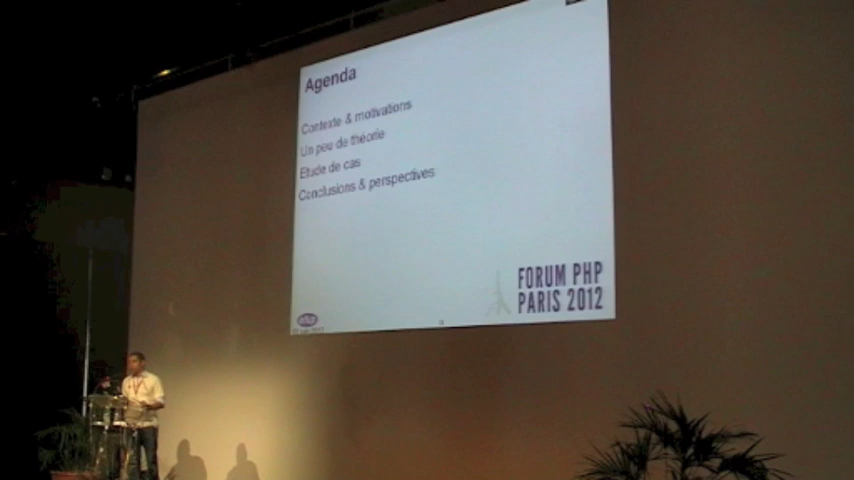 Agenda
Contexte & motivations
Un peu de théorie
Etude de cas
Conclusions & perspectives
FORUM PHP
PARIS 2012